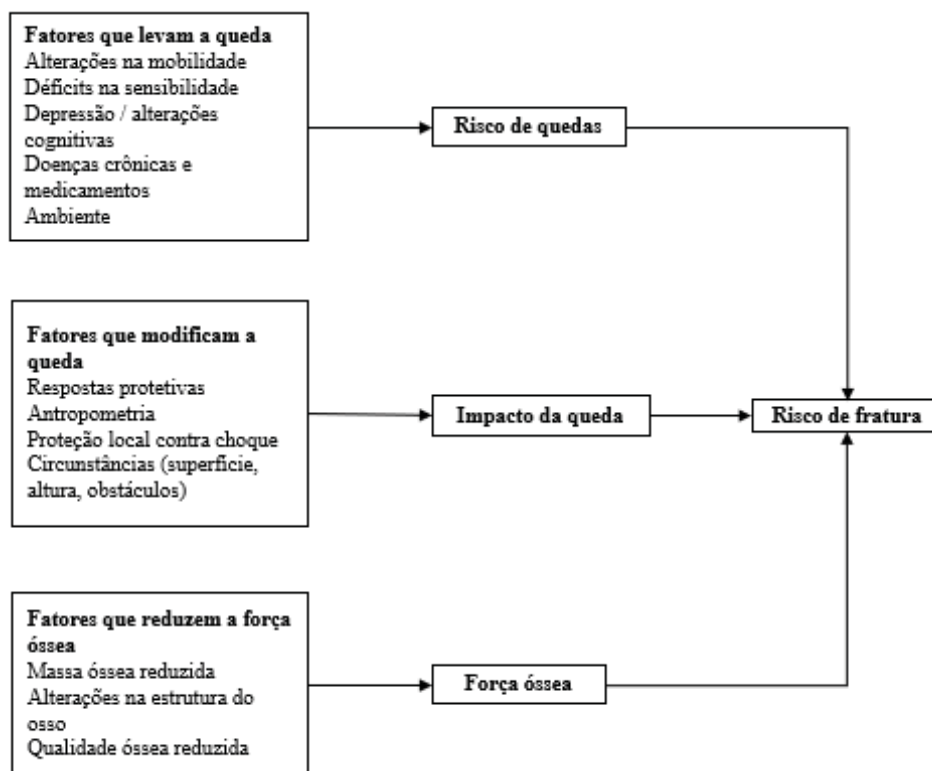 Fatores que levam a queda
Alterações na mobilidade
Déficits na sensibilidade
Depressão / alterações
cognitivas
Doenças crônicas e
medicamentos
Ambiente
Risco de quedas
Fatores que modificam a
queda
Respostas protetivas
Antropometria
Proteção local contra choque
Circunstâncias (superfície,
altura, obstáculos)
Impacto da queda
Risco de fratura
Fatores que reduzem a força
óssea
Massa óssea reduzida
Alterações na estrutura do
osso
Qualidade óssea reduzida
Força óssea